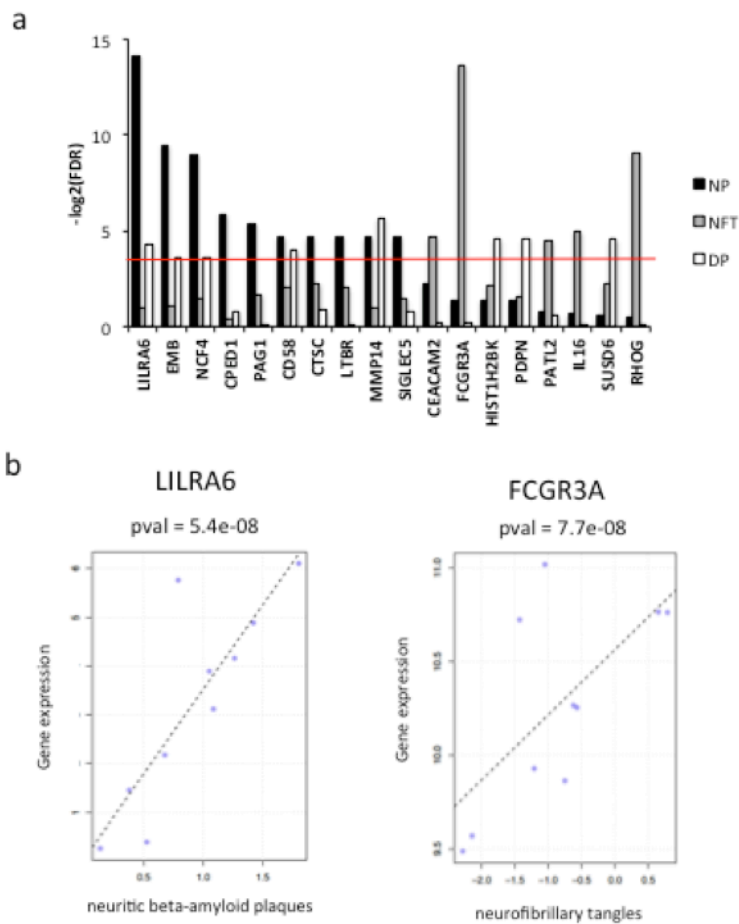 a
15
10
5
0
-log2(FDR)
NP
NFT
DP
LILRA6
EMB
NCF4
CPED1
PAG1
CD58
CTSC
LTBR
MMP14
SIGLEC5
CEACAM2
FCGR3A
HIST1H2BK
PDPN
PATL2
IL16
SUSD6
RHOG
b
LILRA6
pval = 5.4e-08
Gene expression
0.5 1.0 1.5
neuritic beta-amyloid plaques
FCGR3A
pval = 7.7e-08
11.0
10.5
10.0
9.5
Gene expression
-2.0 -1.5 -1.0 -0.5 0.0 0.5
neurofibrillary tangles